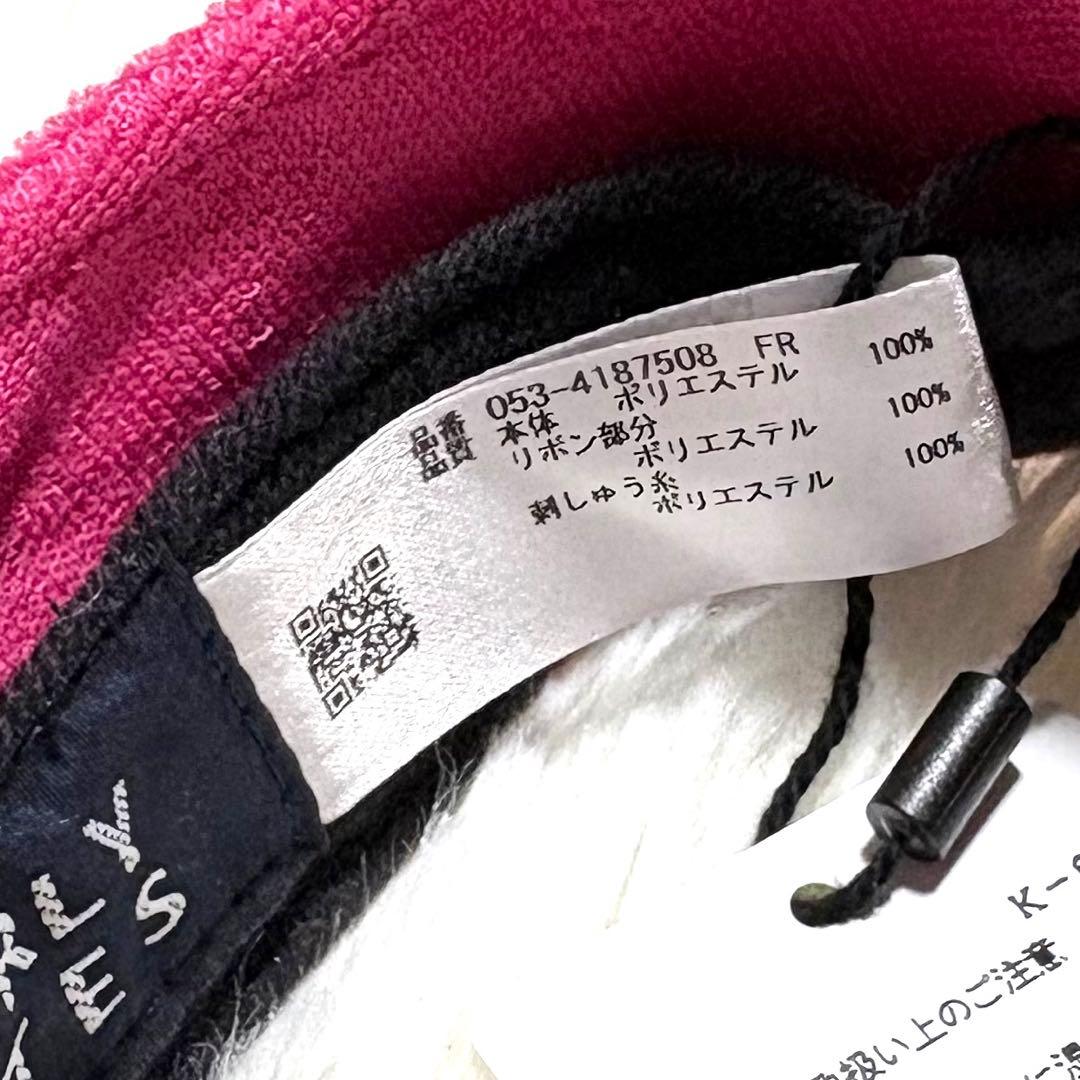 品番 053-4187508 FR
品質 本体 ポリエステル 100%
リボン部分
ポリエステル 100%
刺しゅう糸
ポリエステル 100%
K-
扱い上のご注意